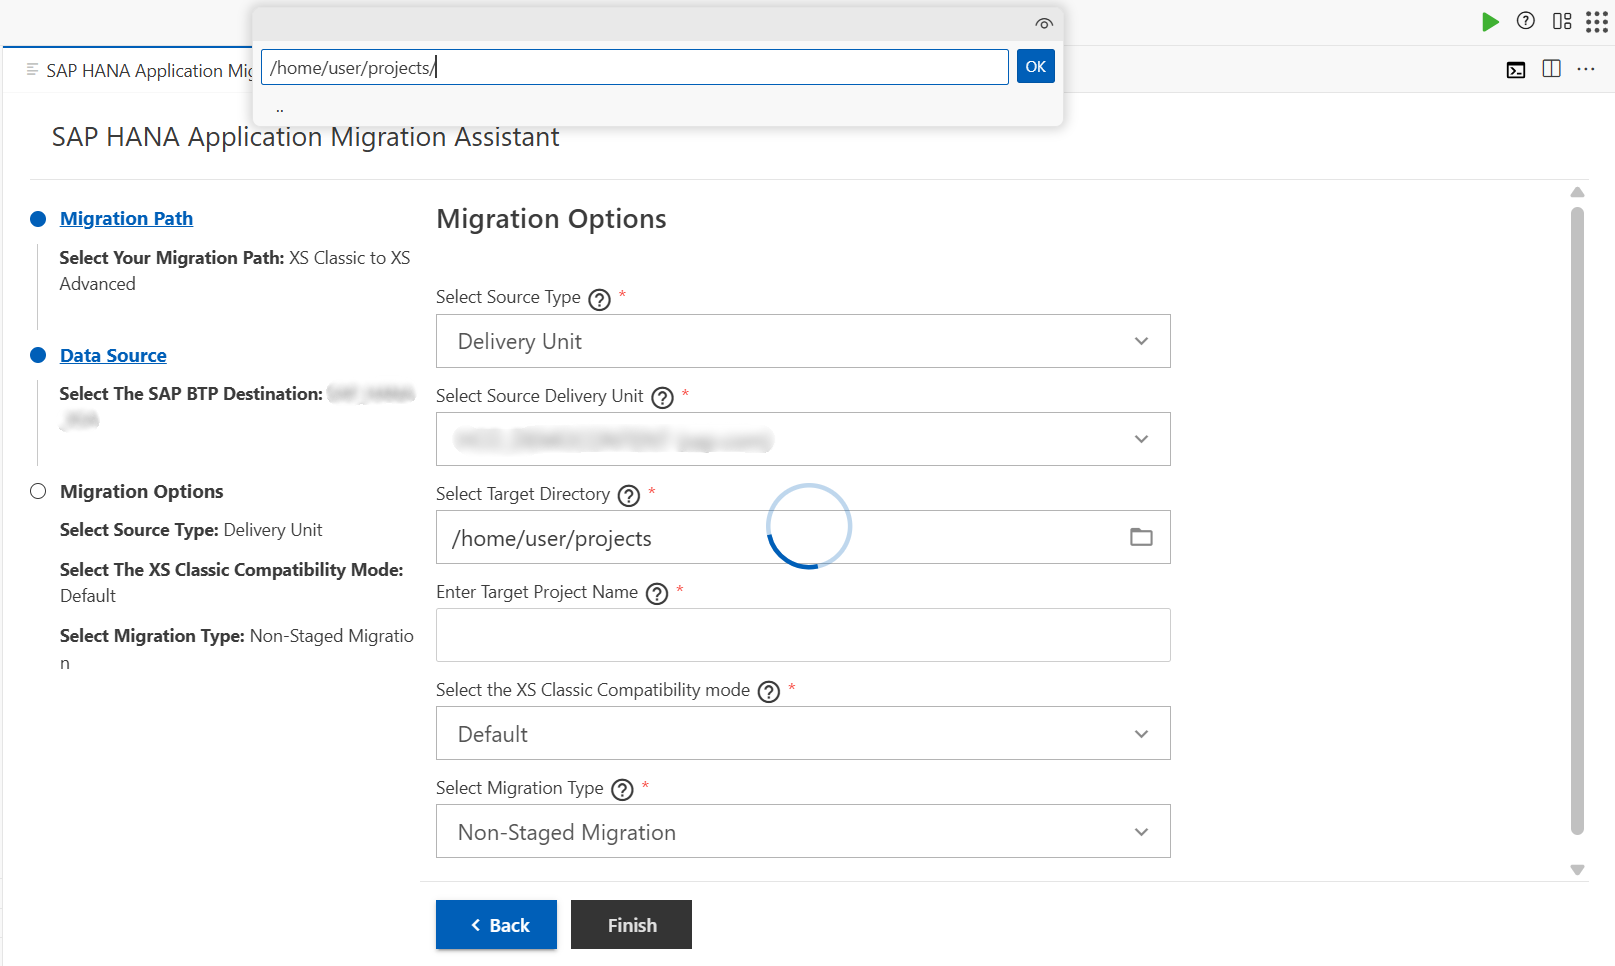 /home/user/projects/
OK
..
SAP HANA Application Mig
SAP HANA Application Migration Assistant
Migration Path
Select Your Migration Path: XS Classic to XS
Advanced
Data Source
Select The SAP BTP Destination:
Migration Options
Select Source Type: Delivery Unit
Select The XS Classic Compatibility Mode:
Default
Select Migration Type: Non-Staged Migratio
n
Migration Options
Select Source Type ? *
Delivery Unit
Select Source Delivery Unit ? *
Select Target Directory ? *
/home/user/projects
Enter Target Project Name ? *
Select the XS Classic Compatibility mode ? *
Default
Select Migration Type ? *
Non-Staged Migration
Back
Finish